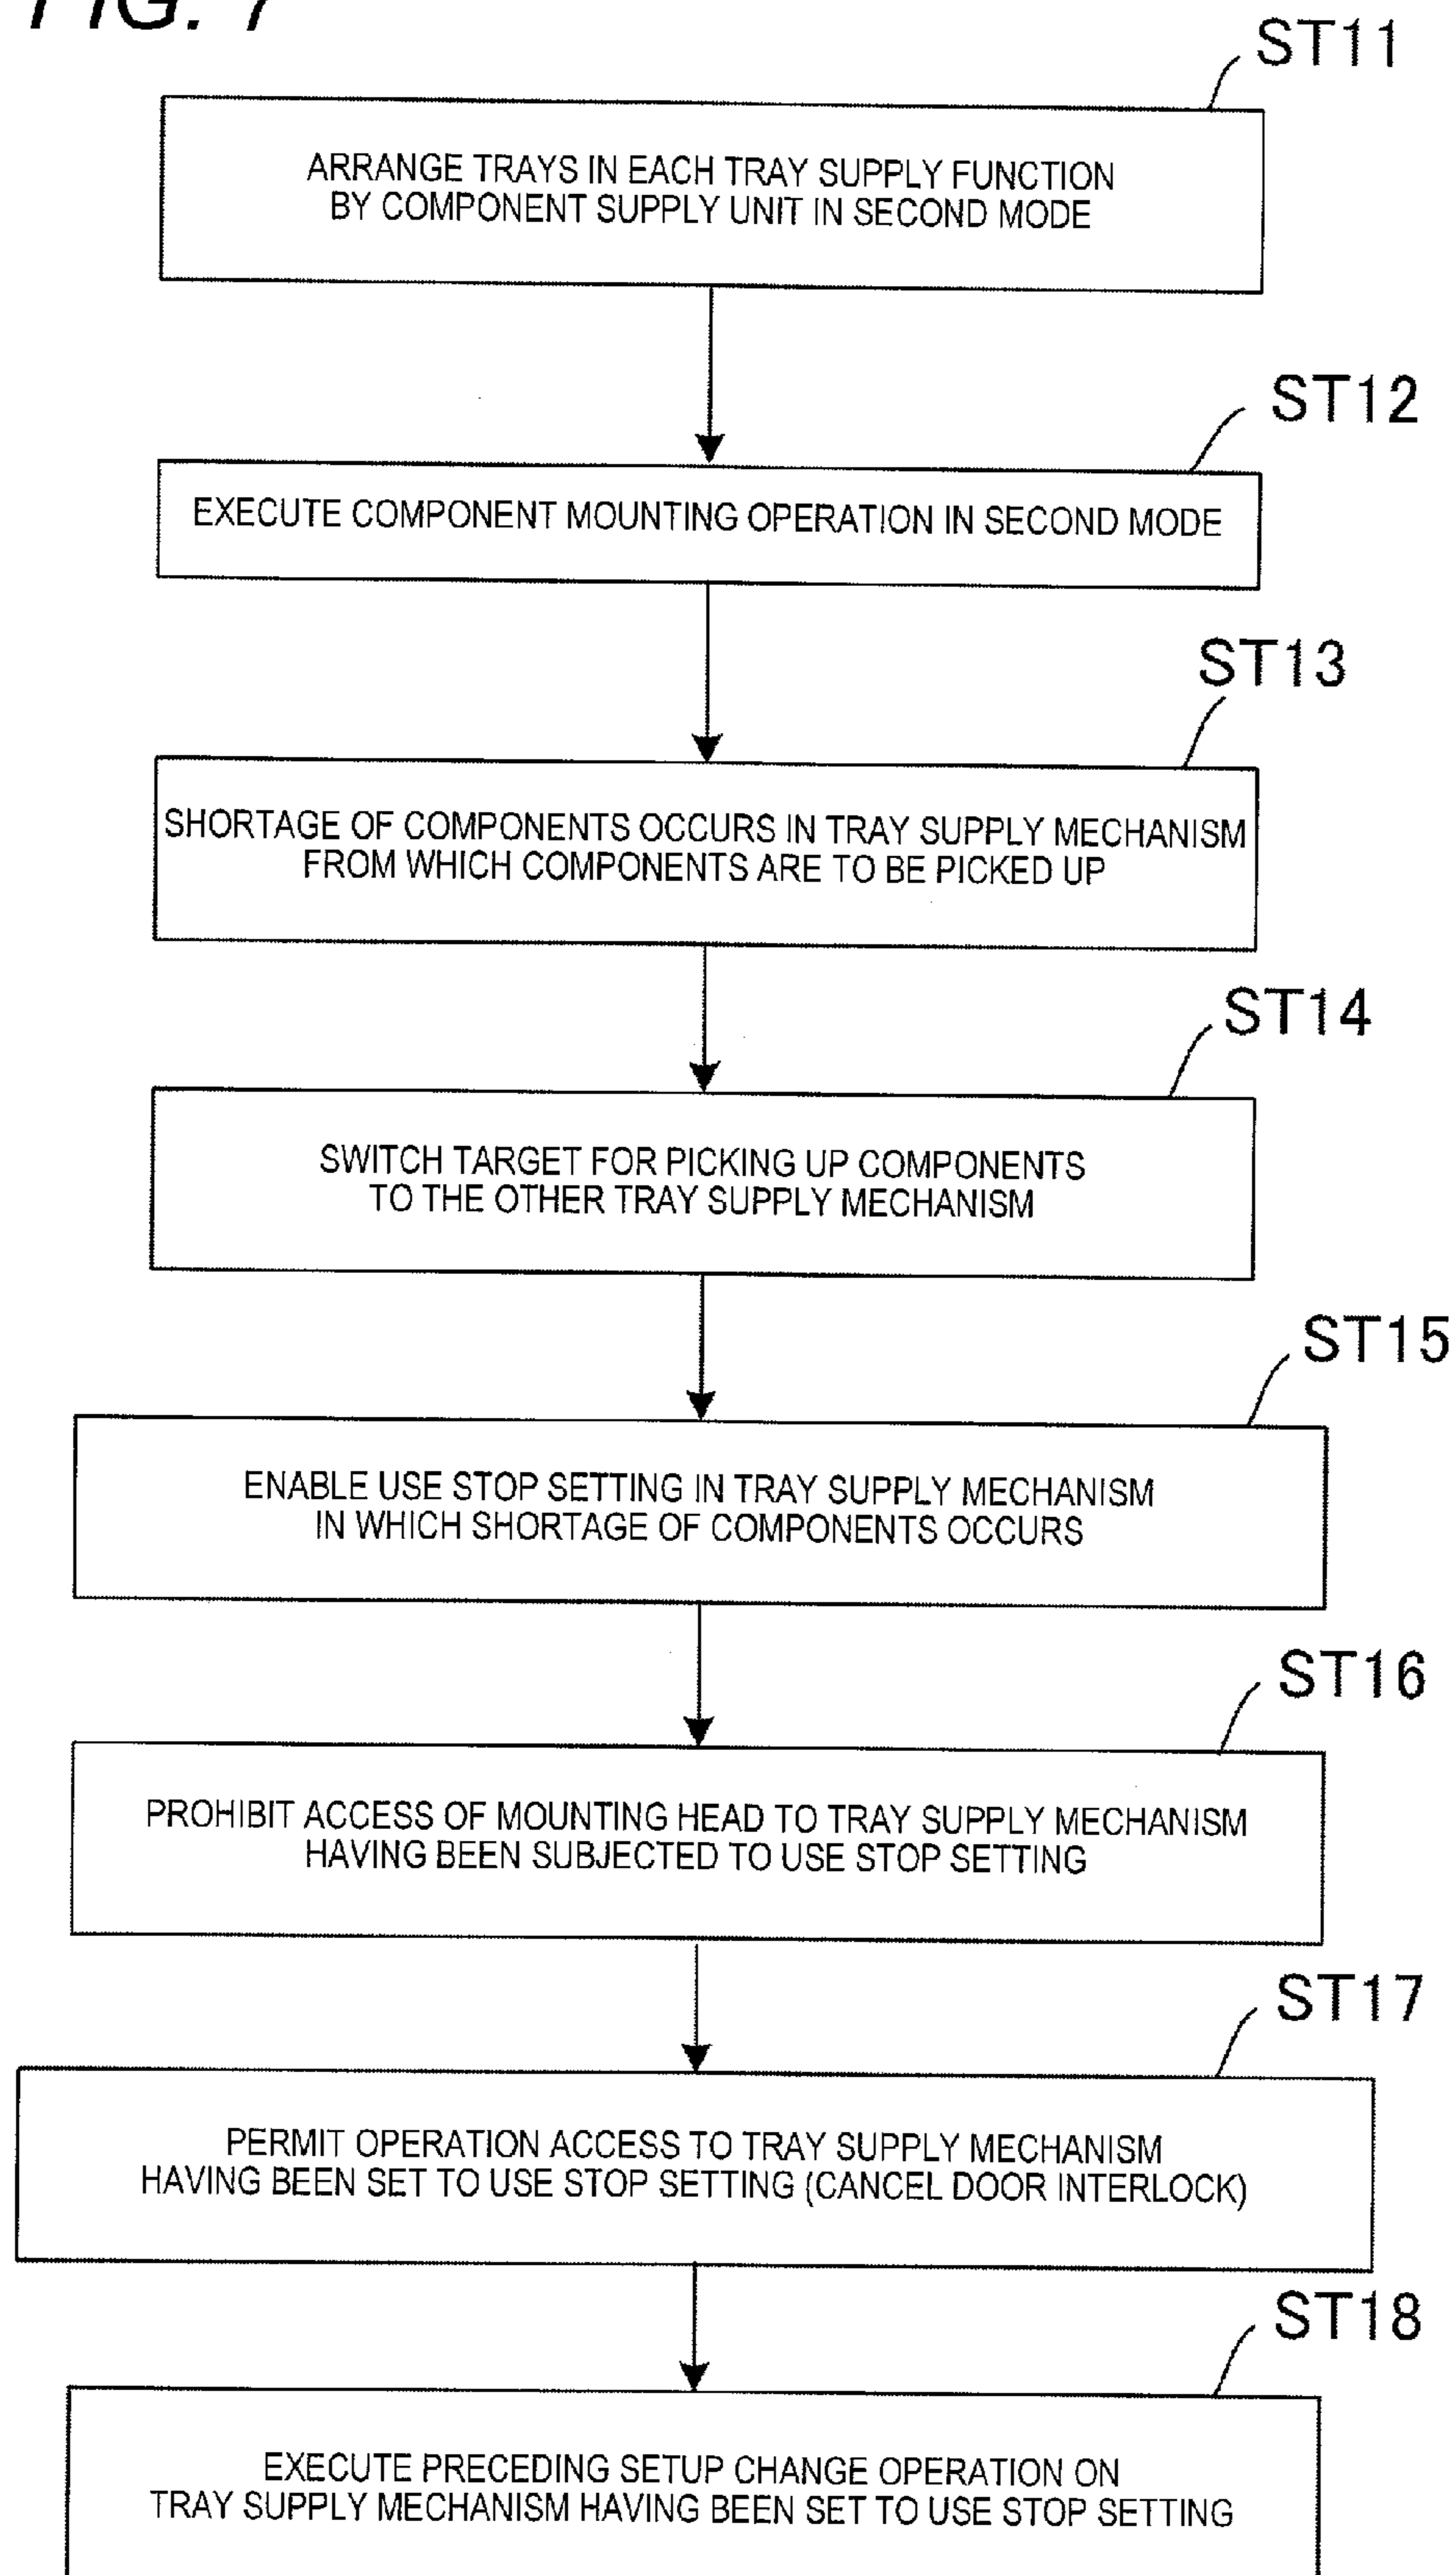 FIG. 7
ST11
ARRANGE TRAYS IN EACH TRAY SUPPLY FUNCTION
BY COMPONENT SUPPLY UNIT IN SECOND MODE
ST12
EXECUTE COMPONENT MOUNTING OPERATION IN SECOND MODE
ST13
SHORTAGE OF COMPONENTS OCCURS IN TRAY SUPPLY MECHANISM
FROM WHICH COMPONENTS ARE TO BE PICKED UP
ST14
SWITCH TARGET FOR PICKING UP COMPONENTS
TO THE OTHER TRAY SUPPLY MECHANISM
ST15
ENABLE USE STOP SETTING IN TRAY SUPPLY MECHANISM
IN WHICH SHORTAGE OF COMPONENTS OCCURS
ST16
PROHIBIT ACCESS OF MOUNTING HEAD TO TRAY SUPPLY MECHANISM
HAVING BEEN SUBJECTED TO USE STOP SETTING
ST17
PERMIT OPERATION ACCESS TO TRAY SUPPLY MECHANISM
HAVING BEEN SET TO USE STOP SETTING (CANCEL DOOR INTERLOCK)
ST18
EXECUTE PRECEDING SETUP CHANGE OPERATION ON
TRAY SUPPLY MECHANISM HAVING BEEN SET TO USE STOP SETTING